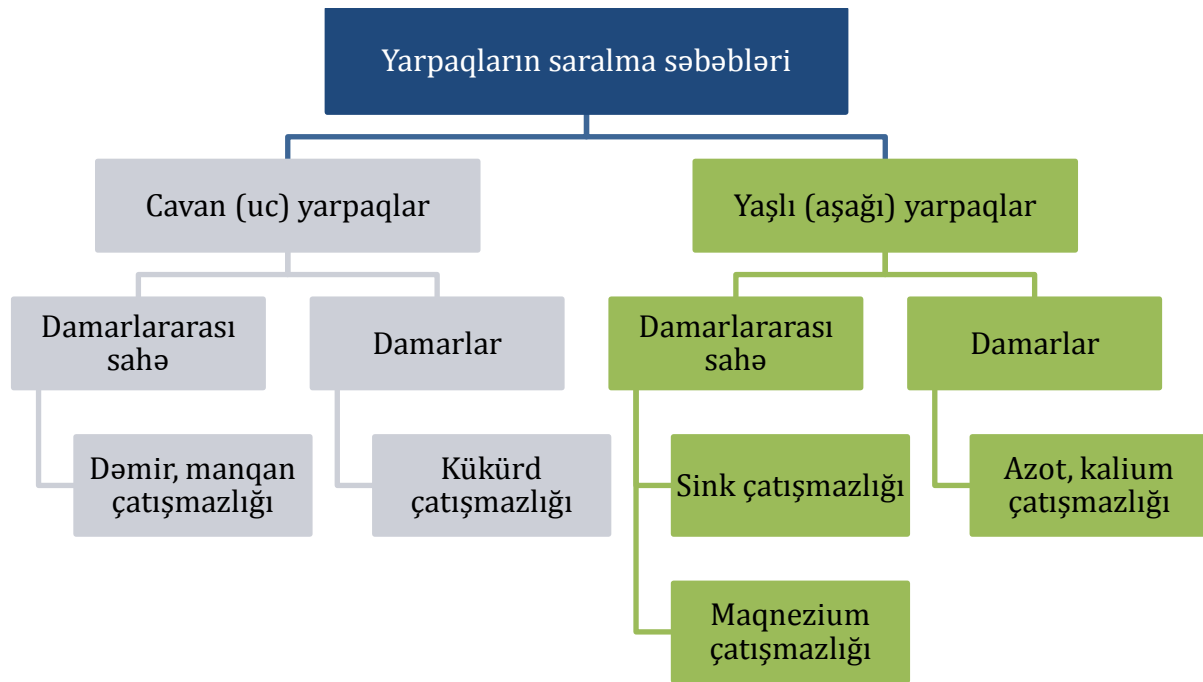 Yarpaqların saralma səbəbləri
Cavan (uc) yarpaqlar
Yaşlı (aşağı) yarpaqlar
Damarlararası
sahə
Damarlar
Damarlararası
sahə
Damarlar
Dəmir, manqan
çatışmazlığı
Kükürd
çatışmazlığı
Sink çatışmazlığı
Azot, kalium
çatışmazlığı
Maqnezium
çatışmazlığı